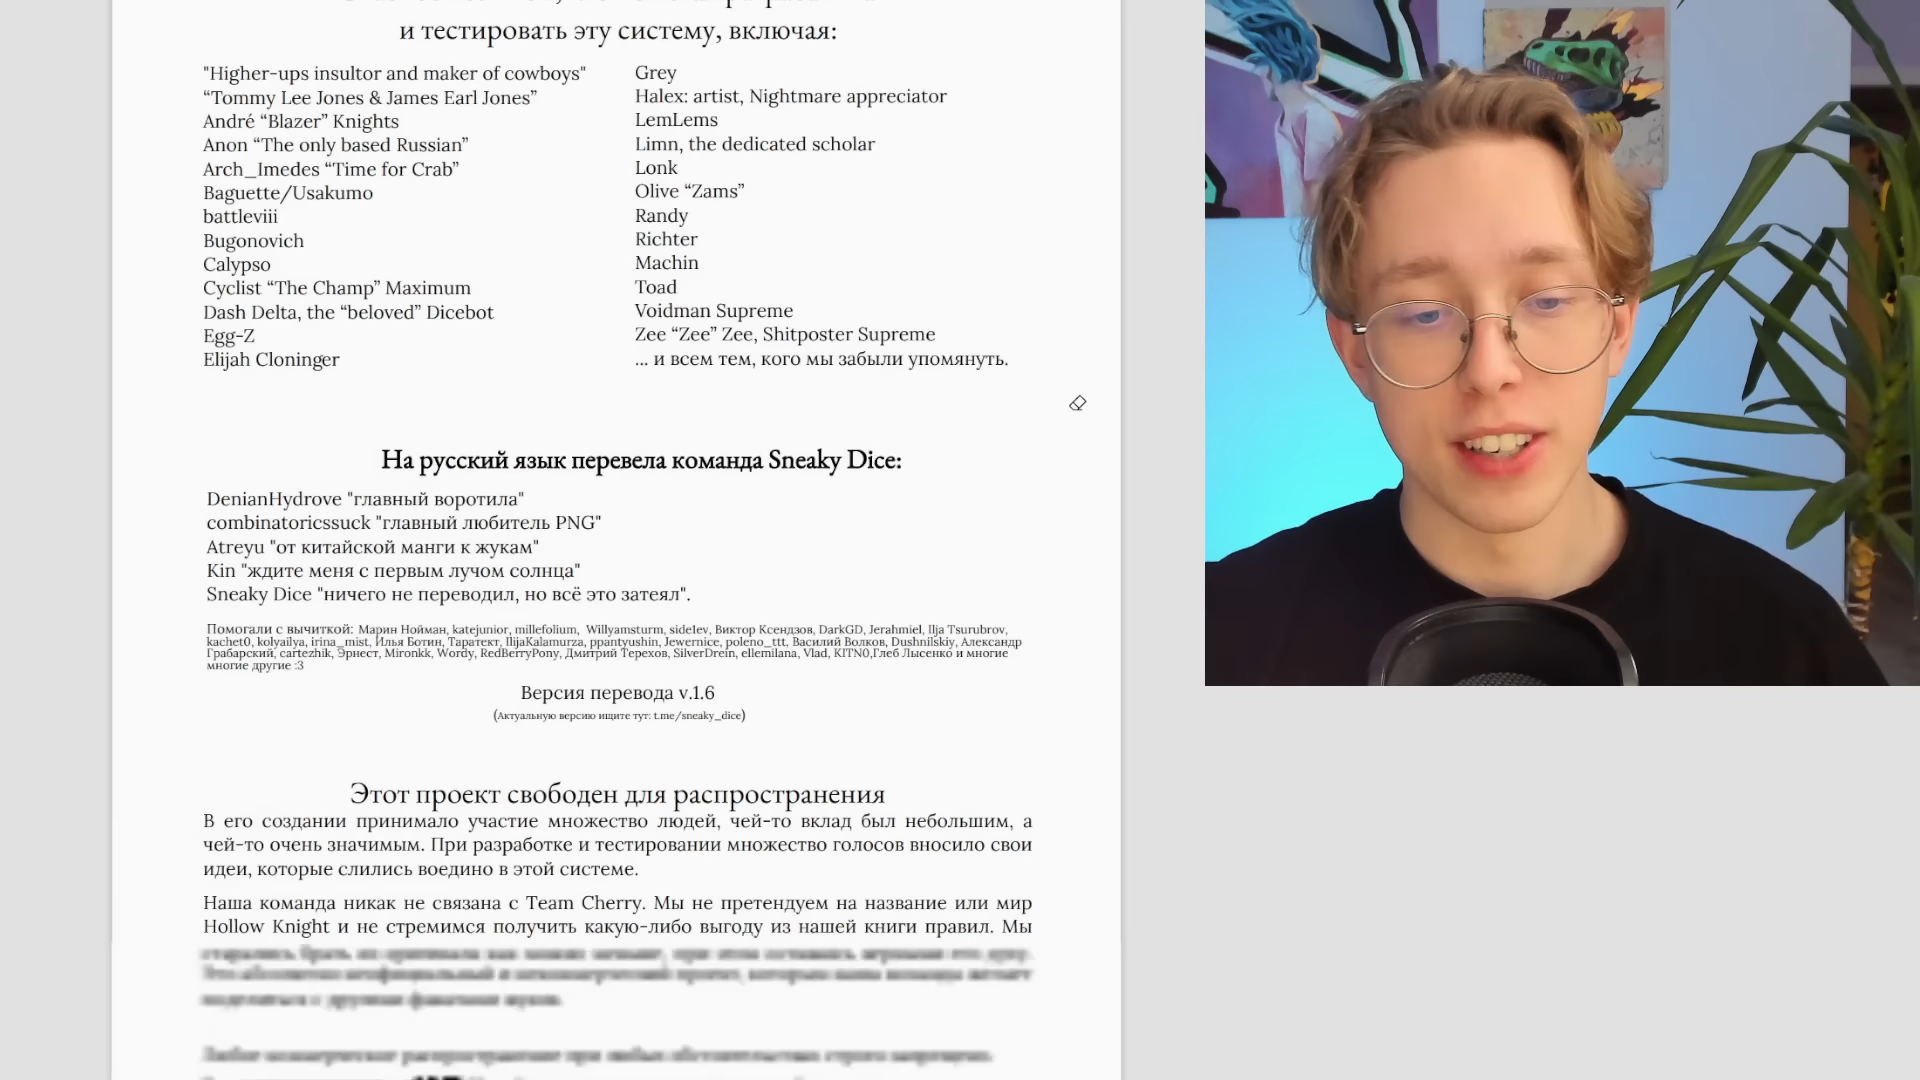 и тестировать эту систему, включая:
"Higher-ups insultor and maker of cowboys"
“Tommy Lee Jones & James Earl Jones”
André “Blazer” Knights
Anon “The only based Russian”
Arch_Imedes “Time for Crab”
Baguette/Usakumo
battleviii
Bugonovich
Calypso
Cyclist “The Champ” Maximum
Dash Delta, the “beloved” Dicebot
Egg-Z
Elijah Cloninger
Grey
Halex: artist, Nightmare appreciator
LemLems
Limn, the dedicated scholar
Lonk
Olive “Zams”
Randy
Richter
Machin
Toad
Voidman Supreme
Zee “Zee” Zee, Shitposter Supreme
... и всем тем, кого мы забыли упомянуть.
На русский язык перевела команда Sneaky Dice:
DenianHydrove "главный воротила"
combinatoricssuck "главный любитель PNG"
Atreyu "от китайской манги к жукам"
Kin "ждите меня с первым лучом солнца"
Sneaky Dice "ничего не переводил, но всё это затеял".
Помогали с вычиткой: Марин Нойман, katejunior, millefolium, Willyamsturm, side1ev, Виктор Ксендзов, DarkGD, Jerahmiel, Ilja Tsurubrov,
kachet0, kolyailya, irina_mist, Илья Ботин, Таратект, IlijaKalamurza, ppantyushin, Jewernice, poleno_ttt, Василий Волков, Dushnilskiy, Александр
Грабарский, cartezhik, Эрнест, Mironkk, Wordy, RedBerryPony, Дмитрий Терехов, SilverDrein, ellemilana, Vlad, KITN0,Глеб Лысенко и многие
многие другие :3
Версия перевода v.1.6
(Актуальную версию ищите тут: t.me/sneaky_dice)
Этот проект свободен для распространения
В его создании принимало участие множество людей, чей-то вклад был небольшим, а
чей-то очень значимым. При разработке и тестировании множество голосов вносило свои
идеи, которые слились воедино в этой системе.
Наша команда никак не связана с Team Cherry. Мы не претендуем на название или мир
Hollow Knight и не стремимся получить какую-либо выгоду из нашей книги правил. Мы